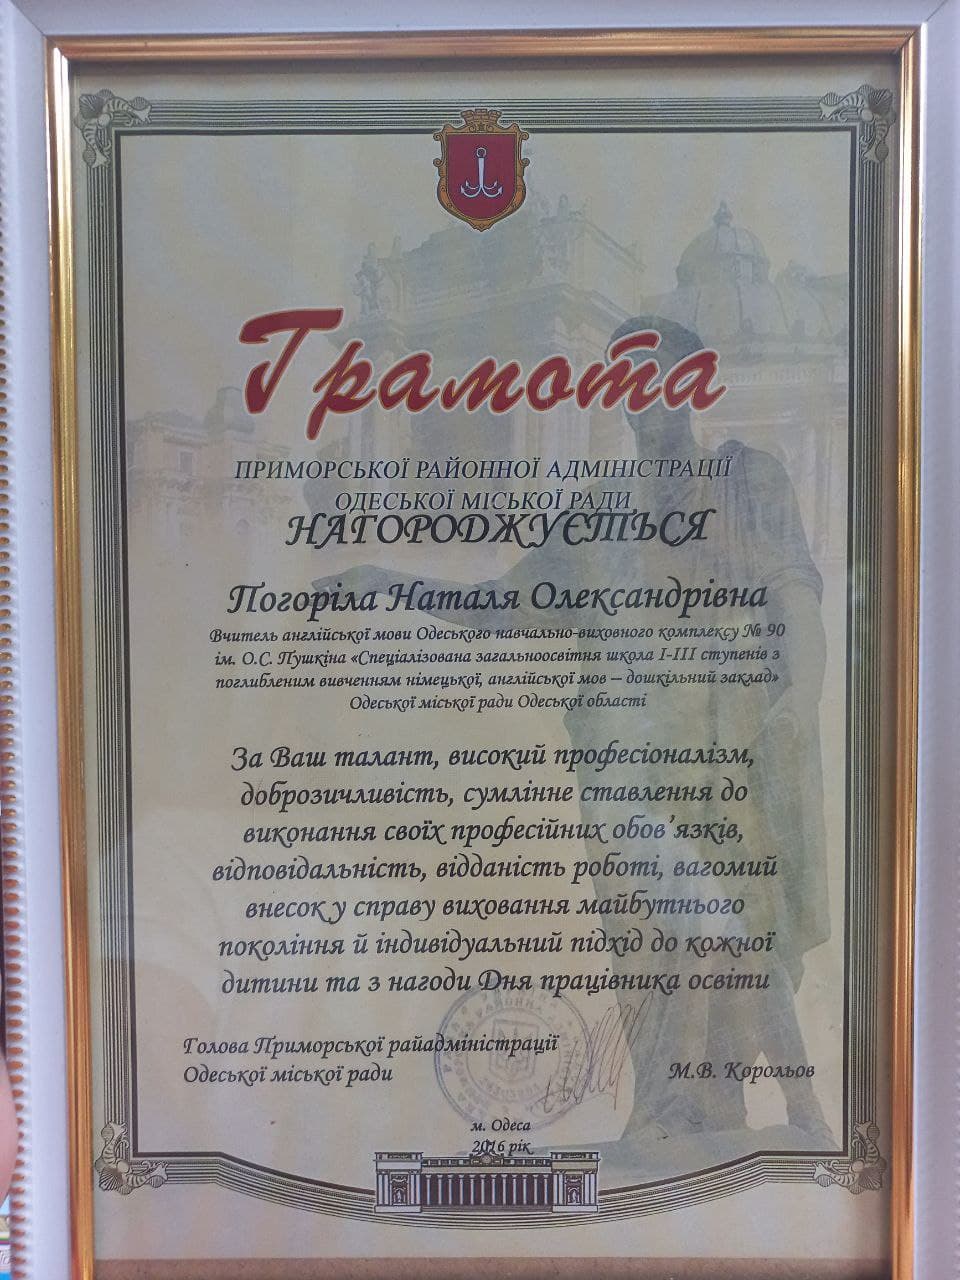 Грамота
ПРИМОРСЬКОЇ РАЙОННОЇ АДМІНІСТРАЦІЇ
ОДЕСЬКОЇ МІСЬКОЇ РАДИ
НАГОРОДЖУЄТЬСЯ
Погоріла Наталя Олександрівна
Вчитель англійської мови Одеського навчально-виховного комплексу № 90
ім. О.С. Пушкіна «Спеціалізована загальноосвітня школа І-ІІІ ступенів з
поглибленим вивченням німецької, англійської мов – дошкільний заклад»
Одеської міської ради Одеської області
За Ваш талант, високий професіоналізм,
доброзичливість, сумлінне ставлення до
виконання своїх професійних обов’язків,
відповідальність, відданість роботі, вагомий
внесок у справу виховання майбутнього
покоління й індивідуальний підхід до кожної
дитини та з нагоди Дня працівника освіти
Голова Приморської райадміністрації
Одеської міської ради
М.В. Корольов
м. Одеса
2016 рік